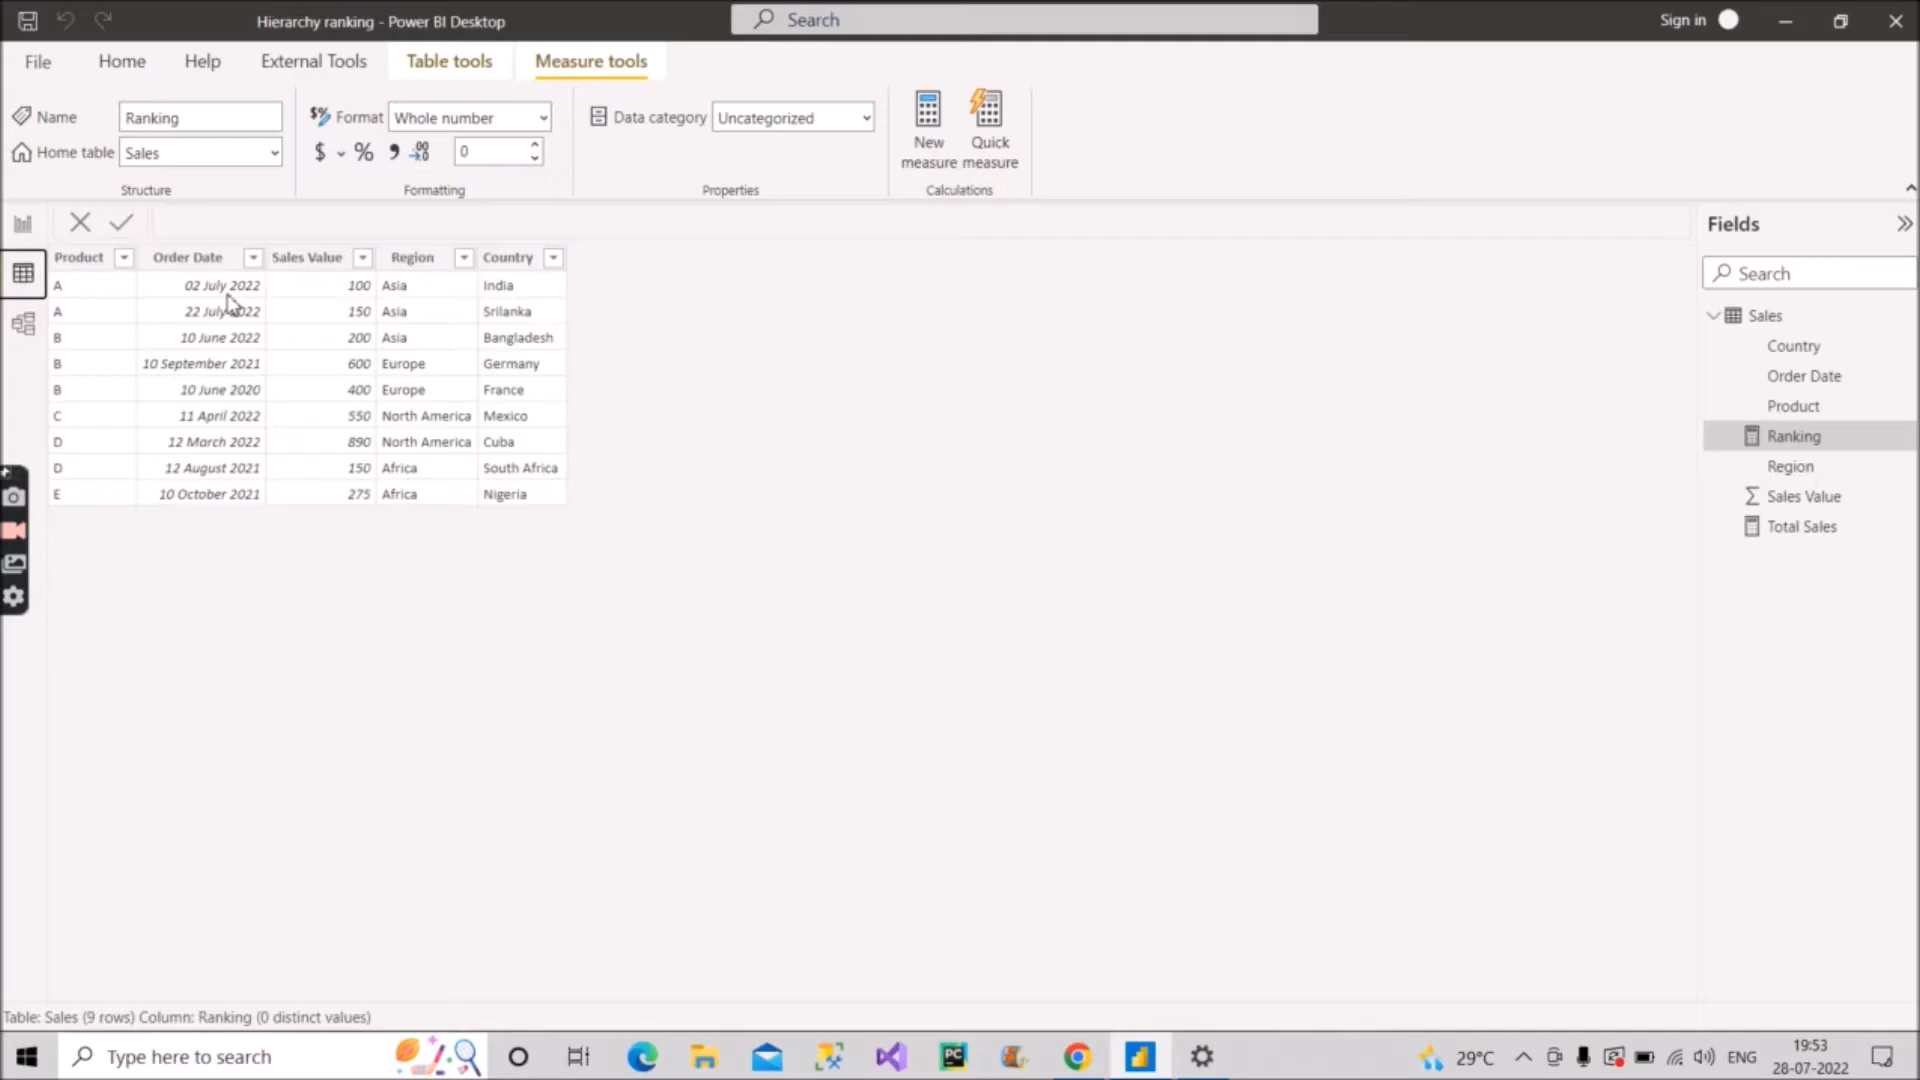 Hierarchy ranking - Power BI Desktop
Search
Sign in
File Home Help External Tools Table tools Measure tools
Name Ranking
Format Whole number
Data category Uncategorized
New measure
Quick measure
Home table Sales
$ % 9 .00 0
Structure Formatting Properties Calculations
Fields
Search
Product Order Date Sales Value Region Country
A 02 July 2022 100 Asia India
A 22 July 2022 150 Asia Srilanka
B 10 June 2022 200 Asia Bangladesh
B 10 September 2021 600 Europe Germany
B 10 June 2020 400 Europe France
C 11 April 2022 550 North America Mexico
D 12 March 2022 890 North America Cuba
D 12 August 2021 150 Africa South Africa
E 10 October 2021 275 Africa Nigeria
Sales
Country
Order Date
Product
Ranking
Region
Σ Sales Value
Total Sales
Table: Sales (9 rows) Column: Ranking (0 distinct values)
Type here to search
PC
29°C
ENG
19:53
28-07-2022